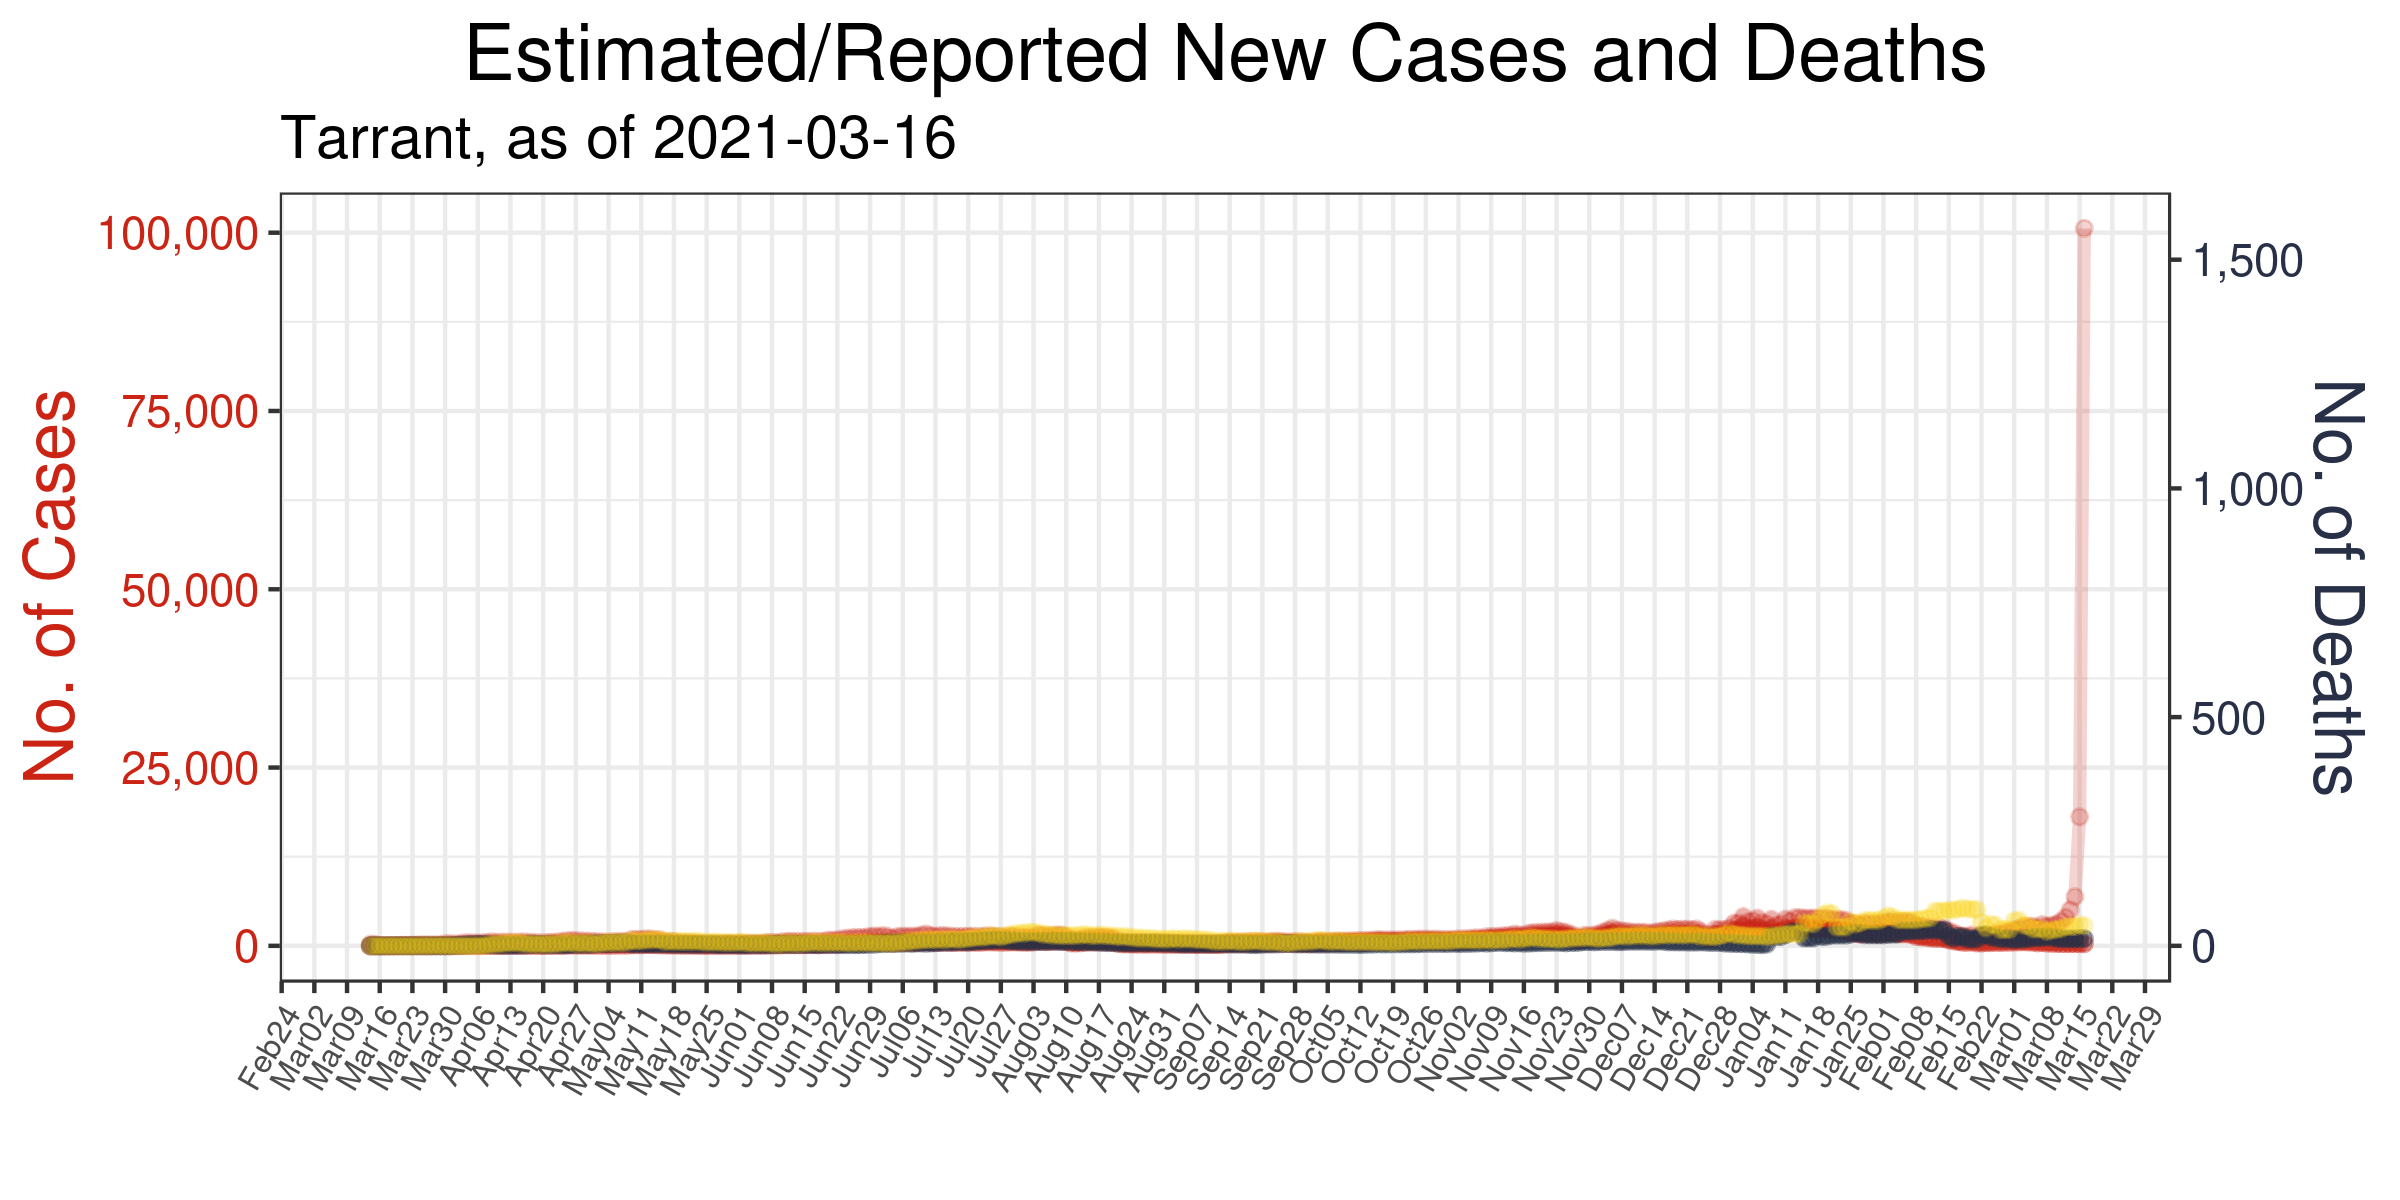 Estimated/Reported New Cases and Deaths
Tarrant, as of 2021-03-16
No. of Cases
100,000
75,000
50,000
25,000
0
1,500
1,000
500
0
No. of Deaths
Feb24
Mar02
Mar09
Mar16
Mar23
Mar30
Apr06
Apr13
Apr20
Apr27
May04
May11
May18
May25
Jun01
Jun08
Jun15
Jun22
Jun29
Jul06
Jul13
Jul20
Jul27
Aug03
Aug10
Aug17
Aug24
Aug31
Sep07
Sep14
Sep21
Sep28
Oct05
Oct12
Oct19
Oct26
Nov02
Nov09
Nov16
Nov23
Nov30
Dec07
Dec14
Dec21
Dec28
Jan04
Jan11
Jan18
Jan25
Feb01
Feb08
Feb15
Feb22
Mar01
Mar08
Mar15
Mar22
Mar29